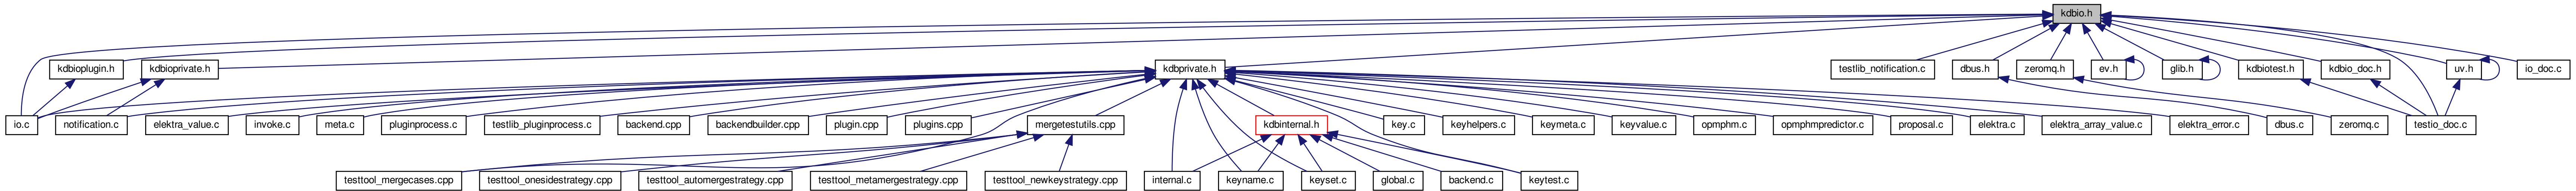 kdbio.h
kdbioplugin.h
kdbioprivate.h
kdbprivate.h
testlib_notification.c
dbus.h
zeromq.h
ev.h
glib.h
kdbiotest.h
kdbio_doc.h
uv.h
io_doc.c
io.c
notification.c
elektra_value.c
invoke.c
meta.c
pluginprocess.c
testlib_pluginprocess.c
backend.cpp
backendbuilder.cpp
plugin.cpp
plugins.cpp
mergetestutils.cpp
kdbinternal.h
key.c
keyhelpers.c
keymeta.c
keyvalue.c
opmphm.c
opmphmpredictor.c
proposal.c
elektra.c
elektra_array_value.c
elektra_error.c
dbus.c
zeromq.c
testio_doc.c
testtool_mergecases.cpp
testtool_onesidestrategy.cpp
testtool_automergestrategy.cpp
testtool_metamergestrategy.cpp
testtool_newkeystrategy.cpp
internal.c
keyname.c
keyset.c
global.c
backend.c
keytest.c